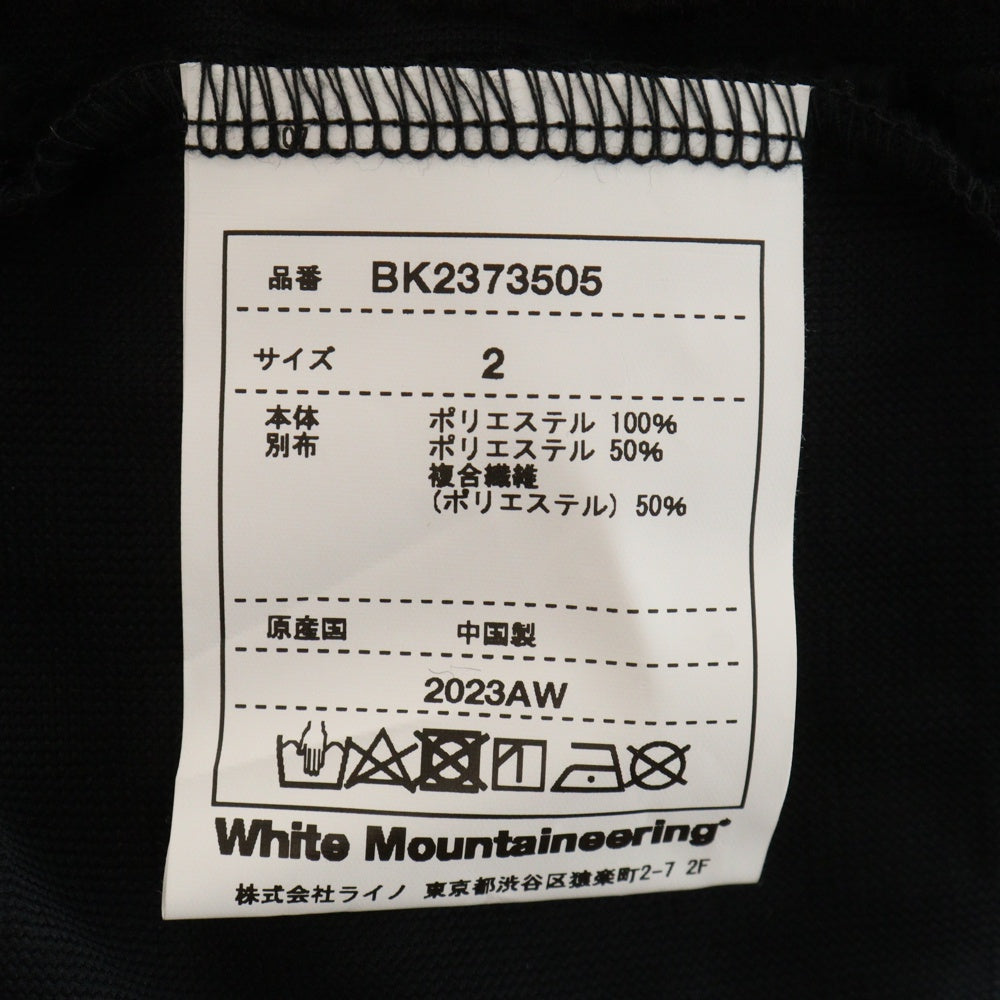 07
品番 BK2373505
サイズ 2
本体 ポリエステル 100%
別布 ポリエステル 50%
複合繊維
(ポリエステル) 50%
原産国 中国製
2023AW
White Mountaineering
株式会社ライノ 東京都渋谷区猿楽町2-7 2F